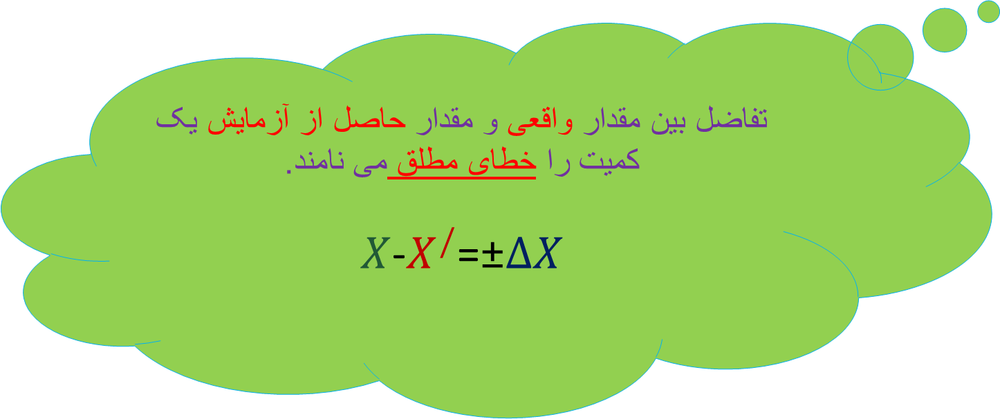 تفاضل بین مقدار واقعی و مقدار حاصل از آزمایش یک
کمیت را خطای مطلق می نامند.
X-X/=±ΔX